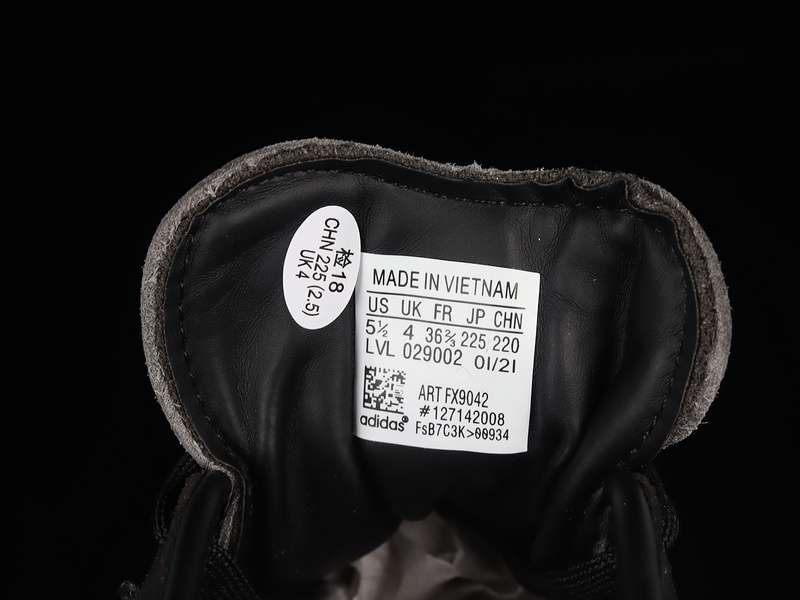 检18
CHN 225 (2.5)
UK 4
MADE IN VIETNAM
US UK FR JP CHN
5½ 4 36⅔ 225 220
LVL 029002 01/21
ART FX9042
#127142008
adidas® FsB7C3K>00934